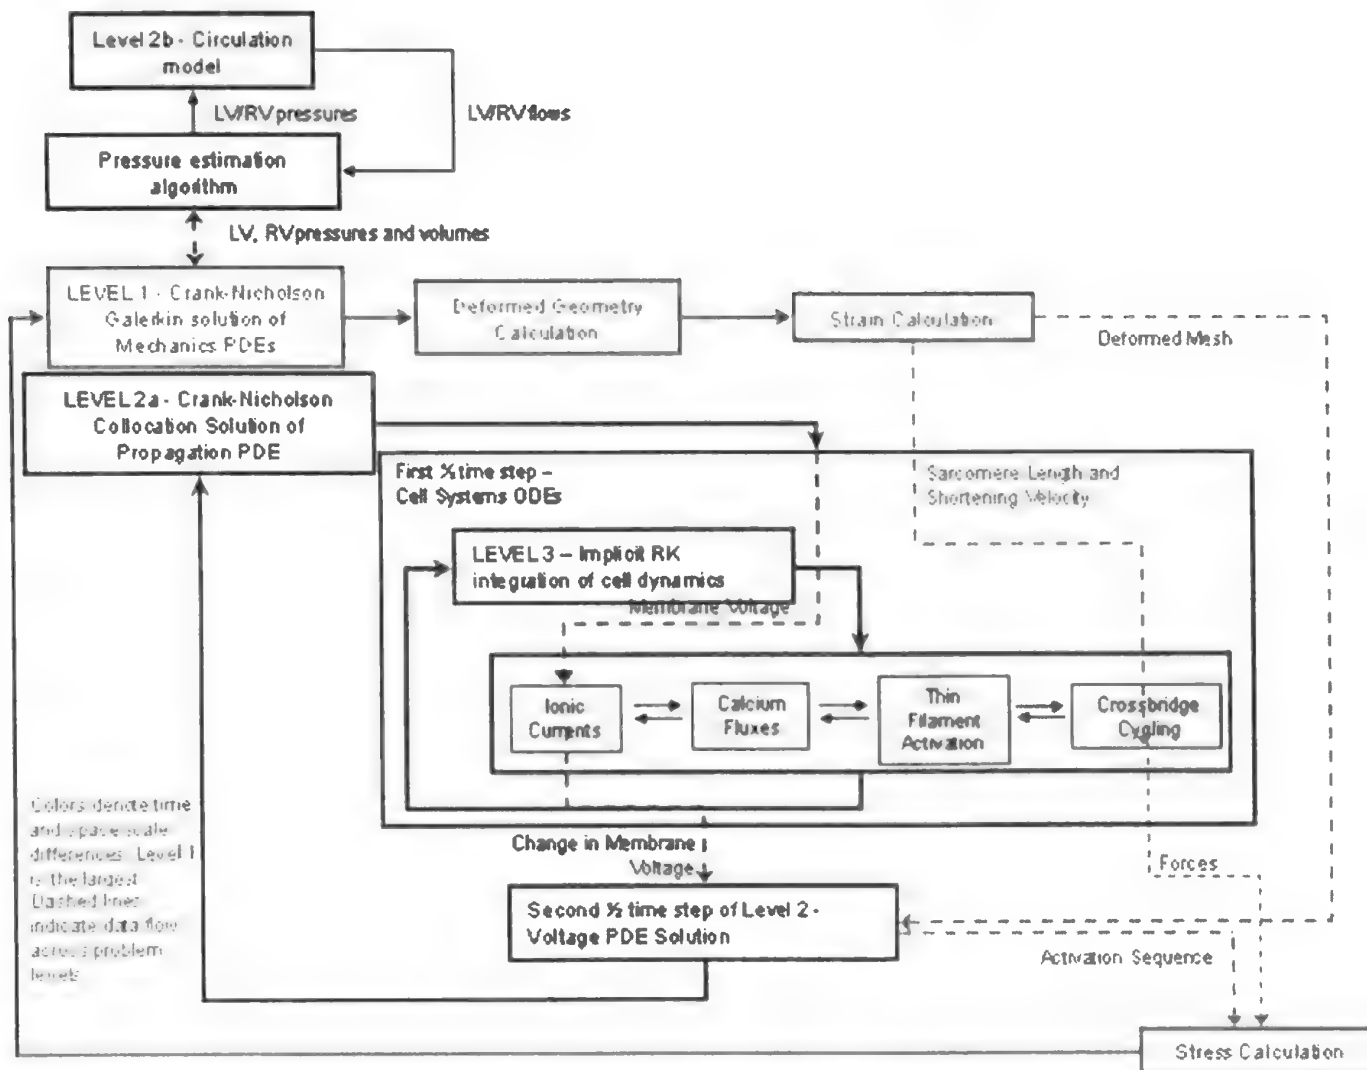 Level 2b - Circulation
model
LV/RV pressures
LV/RV flows
Pressure estimation
algorithm
LV, RV pressures and volumes
LEVEL 1 - Crank-Nicholson
Galerkin solution of
Mechanics PDEs
Deformed Geometry
Calculation
Strain Calculation
Deformed Mesh
LEVEL 2a - Crank-Nicholson
Collocation Solution of
Propagation PDE
First ½ time step –
Cell Systems ODEs
Sarcomere Length and
Shortening Velocity
LEVEL 3 – Implicit RK
integration of cell dynamics
Membrane Voltage
Ionic
Currents
Calcium
Fluxes
Thin
Filament
Activation
Crossbridge
Cycling
Colors denote time
and space scale
differences. Level 1
is the largest.
Dashed lines
indicate data flow
across problem
levels
Change in Membrane
Voltage
Forces
Second ½ time step of Level 2 -
Voltage PDE Solution
Activation Sequence
Stress Calculation